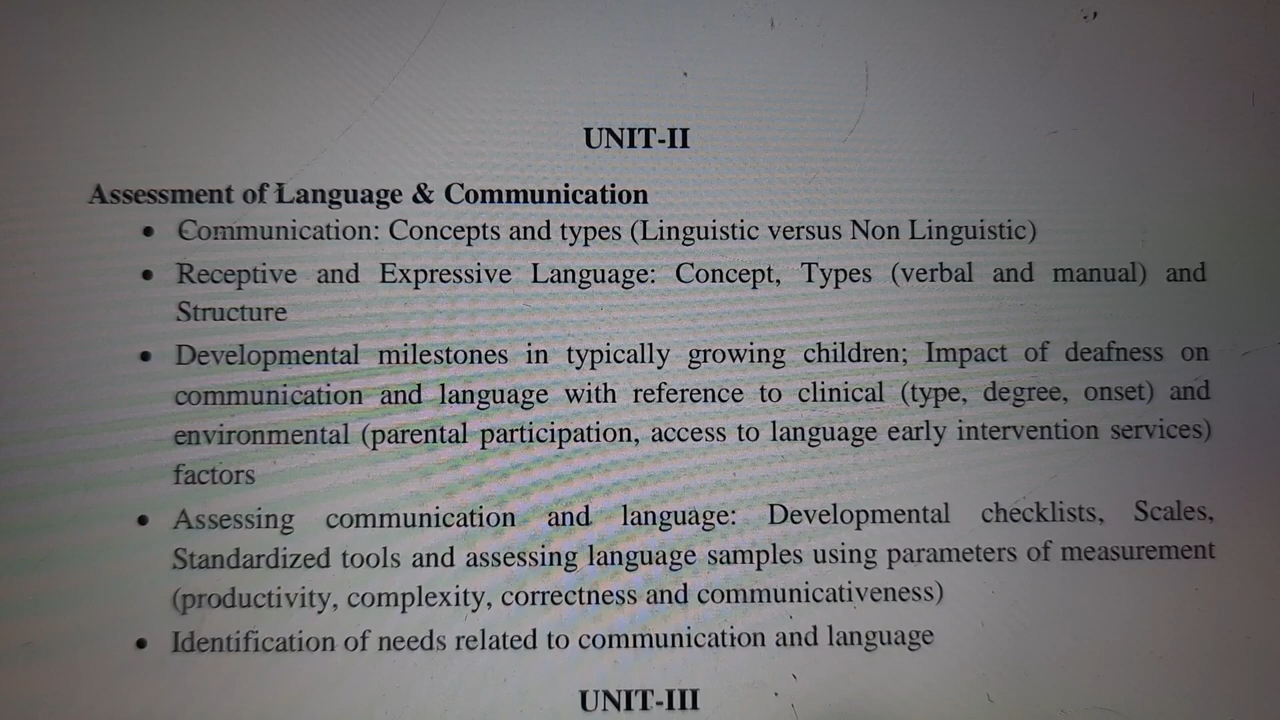 UNIT-II
Assessment of Language & Communication
• Communication: Concepts and types (Linguistic versus Non Linguistic)
• Receptive and Expressive Language: Concept, Types (verbal and manual) and
Structure
• Developmental milestones in typically growing children; Impact of deafness on
communication and language with reference to clinical (type, degree, onset) and
environmental (parental participation, access to language early intervention services)
factors
• Assessing communication and language: Developmental checklists, Scales,
Standardized tools and assessing language samples using parameters of measurement
(productivity, complexity, correctness and communicativeness)
• Identification of needs related to communication and language
UNIT-III